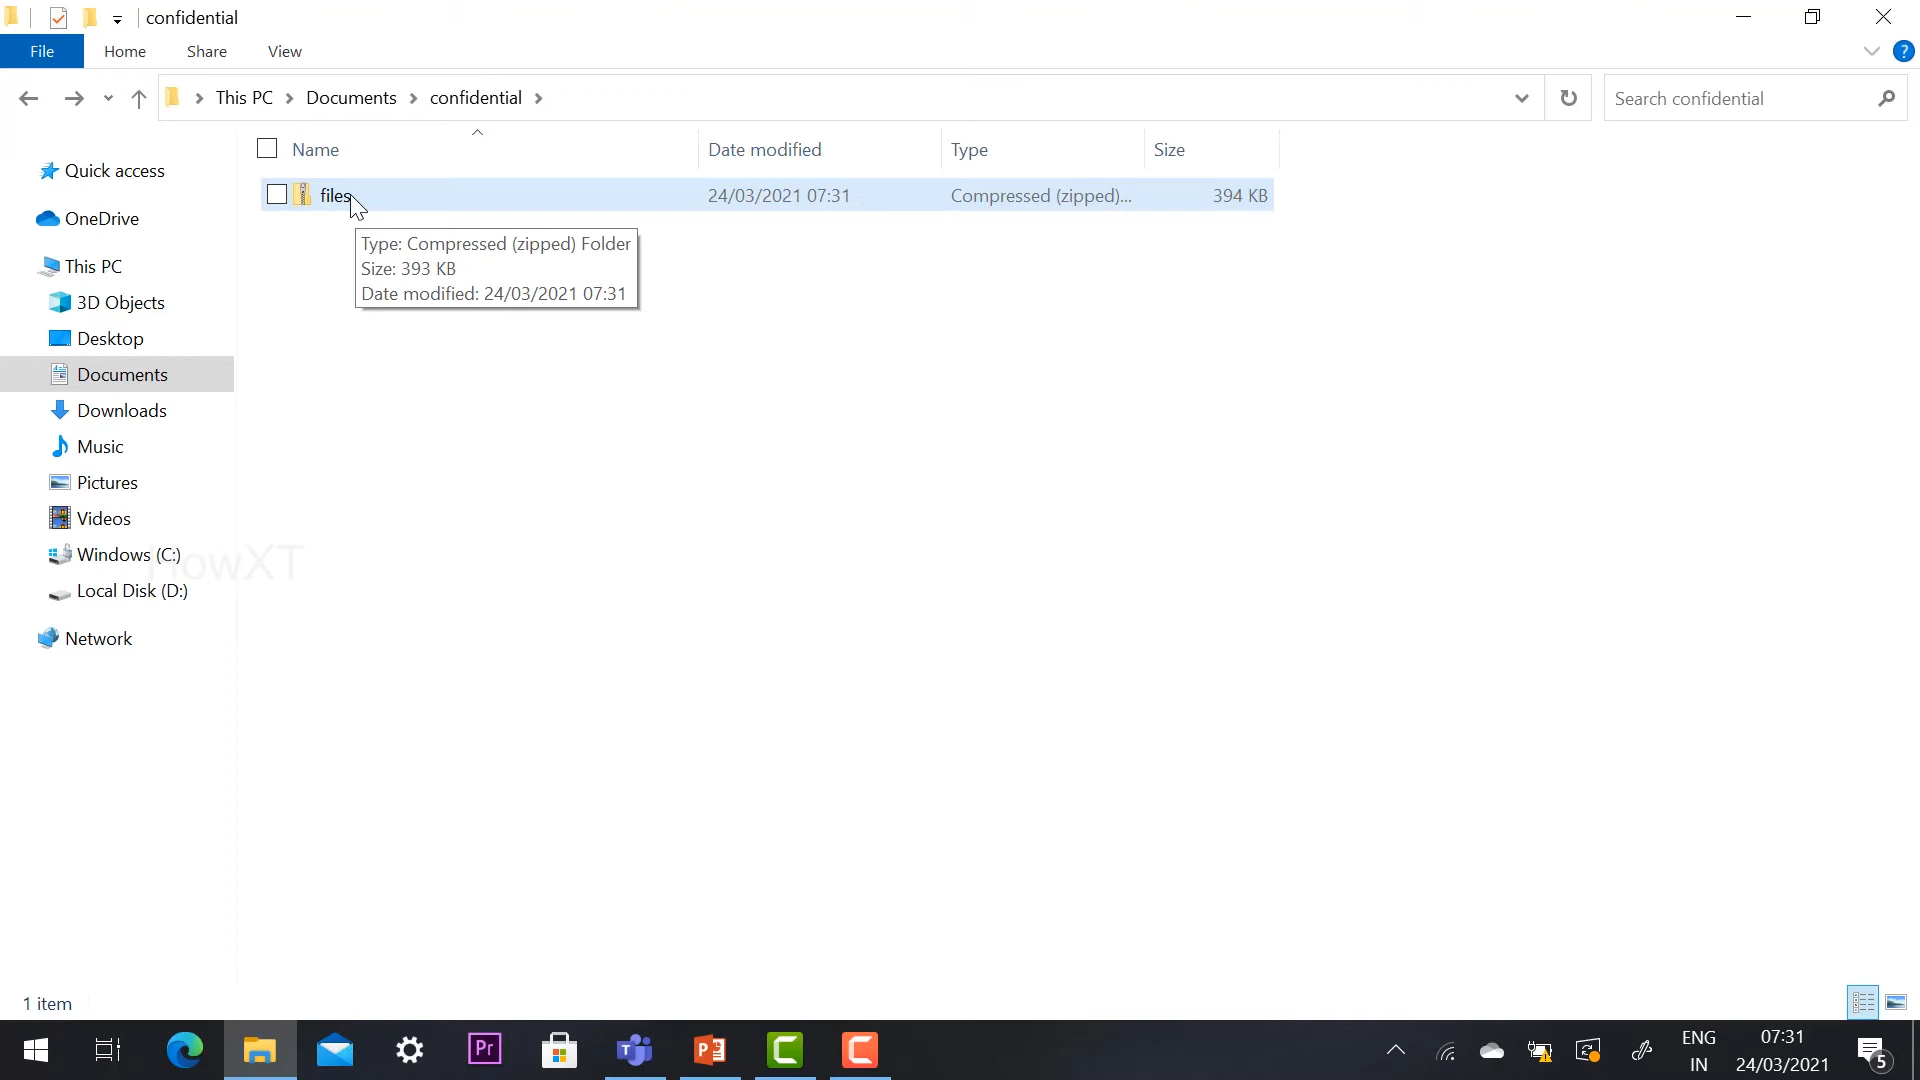 confidential
File Home Share View
This PC Documents confidential
Search confidential
Name Date modified Type Size
files 24/03/2021 07:31 Compressed (zipped)... 394 KB
Type: Compressed (zipped) Folder
Size: 393 KB
Date modified: 24/03/2021 07:31
Quick access
OneDrive
This PC
3D Objects
Desktop
Documents
Downloads
Music
Pictures
Videos
Windows (C:)
howXT
Local Disk (D:)
Network
1 item
Pr
ENG
IN
07:31
24/03/2021
5